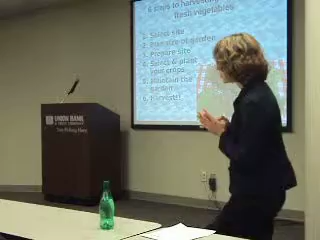 6 steps to harvesting
fresh vegetables
1. Select site
2. Plan size of garden
3. Prepare site
4. Select & plant
your crops
5. Maintain the
garden
6. Harvest!!
UNION BANK